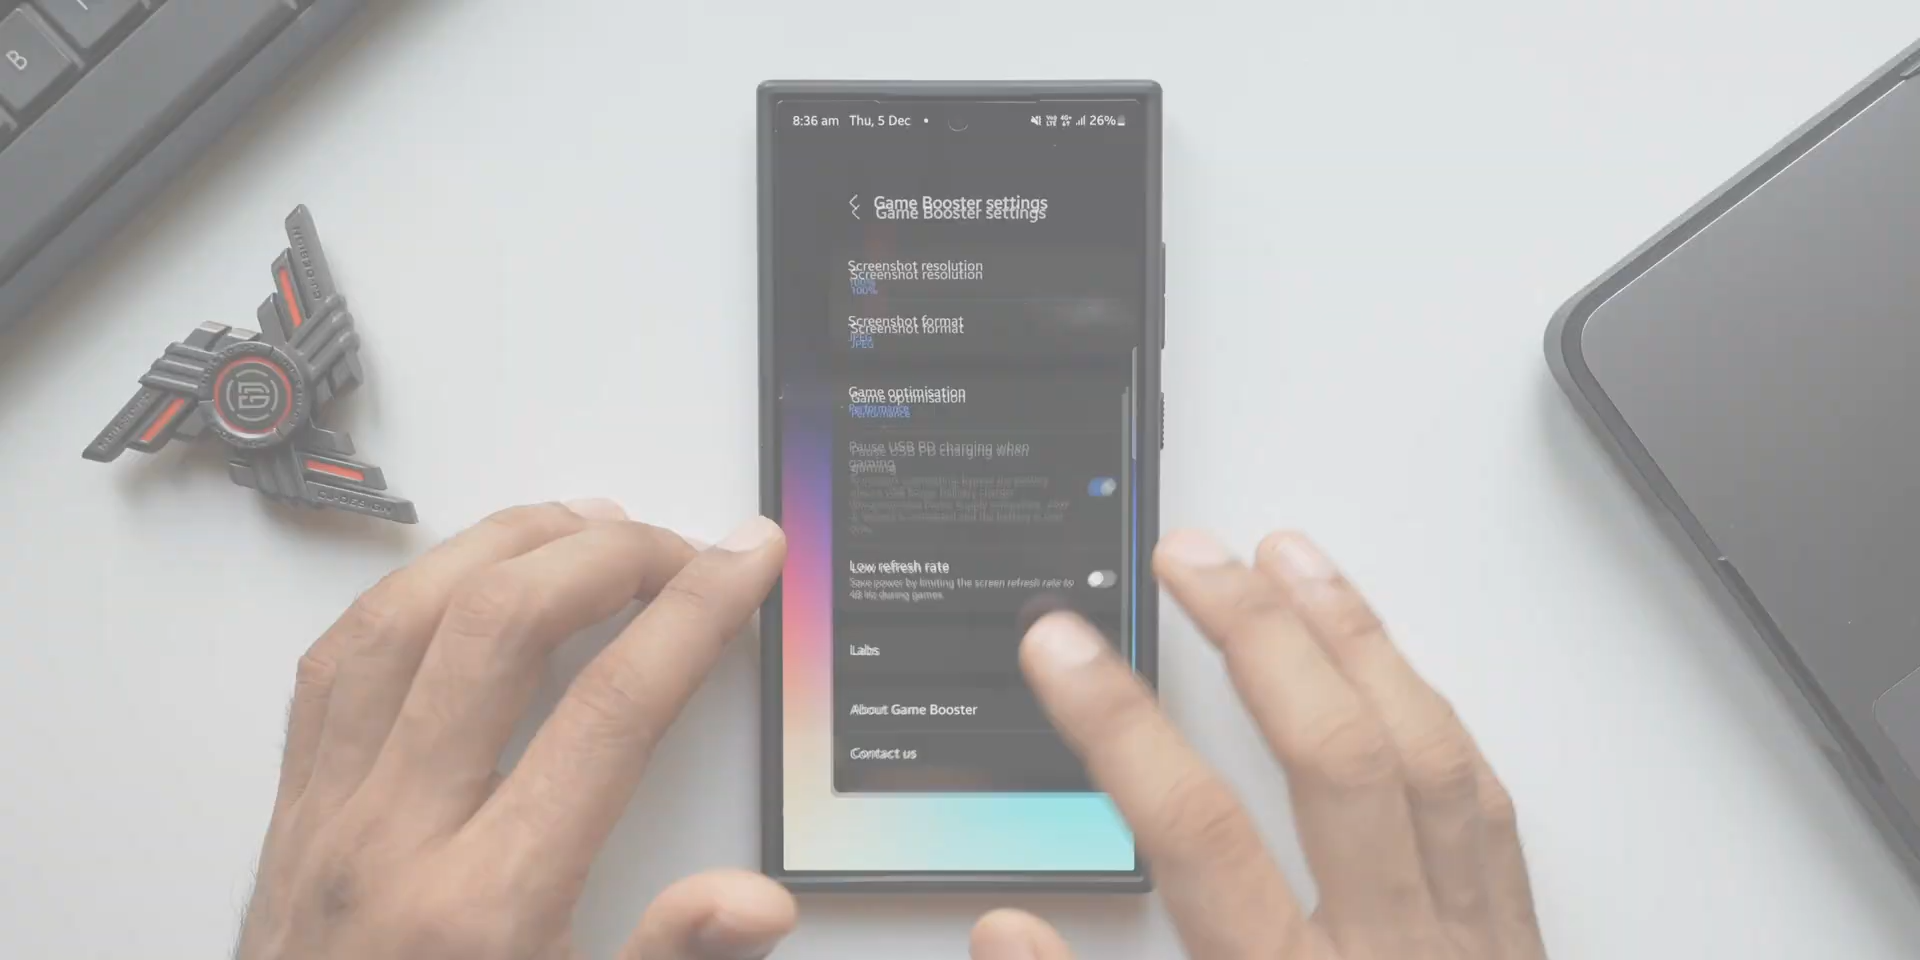 B
8:36 am Thu, 5 Dec
26%
Game Booster settings
Screenshot resolution
100%
Screenshot format
JPEG
Game optimisation
Performance
Pause USB PD charging when
gaming
Low refresh rate
Save power by limiting the screen refresh rate to
48 Hz during games.
Labs
About Game Booster
Contact us